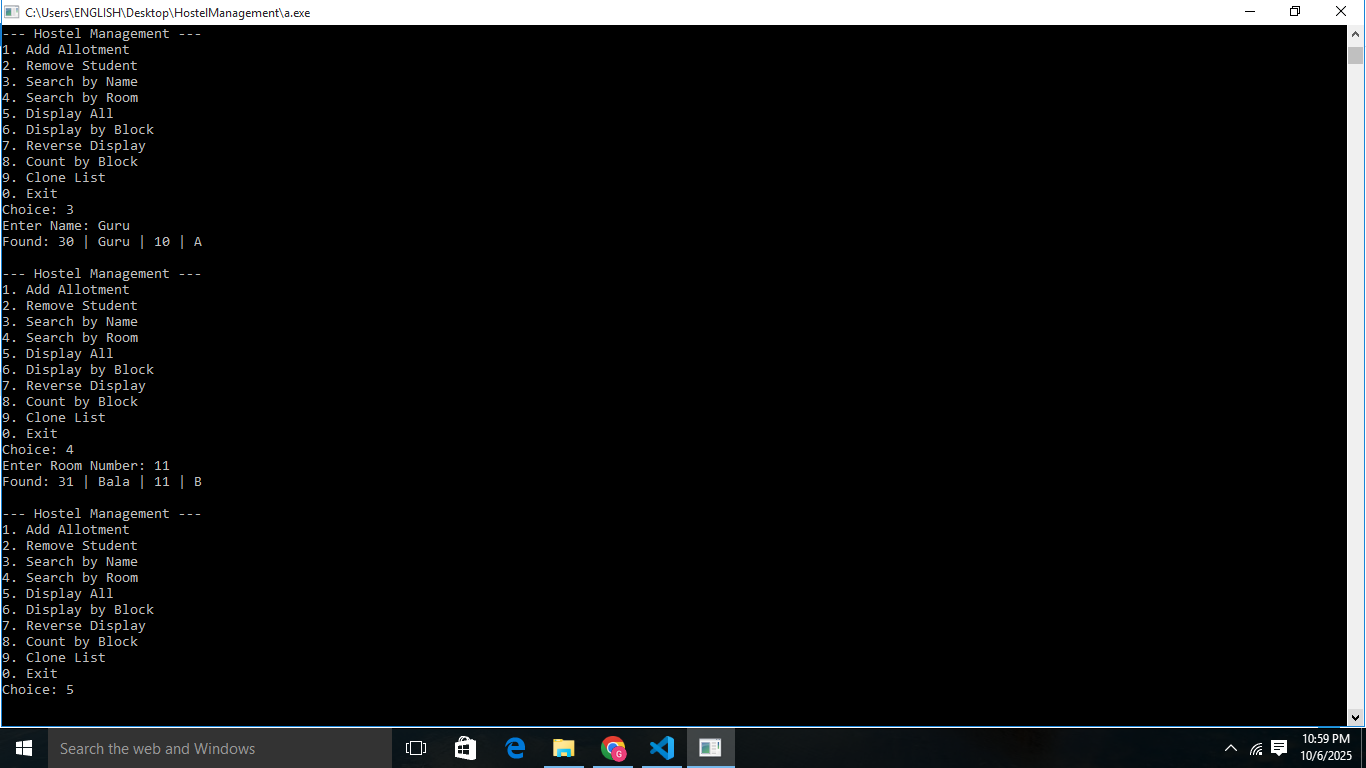 C:\Users\ENGLISH\Desktop\HostelManagement\a.exe
--- Hostel Management ---
1. Add Allotment
2. Remove Student
3. Search by Name
4. Search by Room
5. Display All
6. Display by Block
7. Reverse Display
8. Count by Block
9. Clone List
0. Exit
Choice: 3
Enter Name: Guru
Found: 30 | Guru | 10 | A
--- Hostel Management ---
1. Add Allotment
2. Remove Student
3. Search by Name
4. Search by Room
5. Display All
6. Display by Block
7. Reverse Display
8. Count by Block
9. Clone List
0. Exit
Choice: 4
Enter Room Number: 11
Found: 31 | Bala | 11 | B
--- Hostel Management ---
1. Add Allotment
2. Remove Student
3. Search by Name
4. Search by Room
5. Display All
6. Display by Block
7. Reverse Display
8. Count by Block
9. Clone List
0. Exit
Choice: 5
Search the web and Windows
G
10:59 PM
10/6/2025